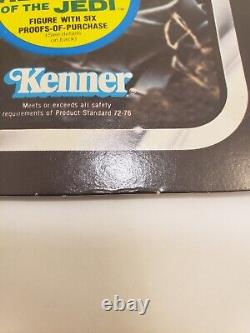 OF THE JEDI™
FIGURE WITH SIX
PROOFS-OF-PURCHASE
(See details
on back.)
Kenner
Meets or exceeds all safety
requirements of Product Standard 72-76